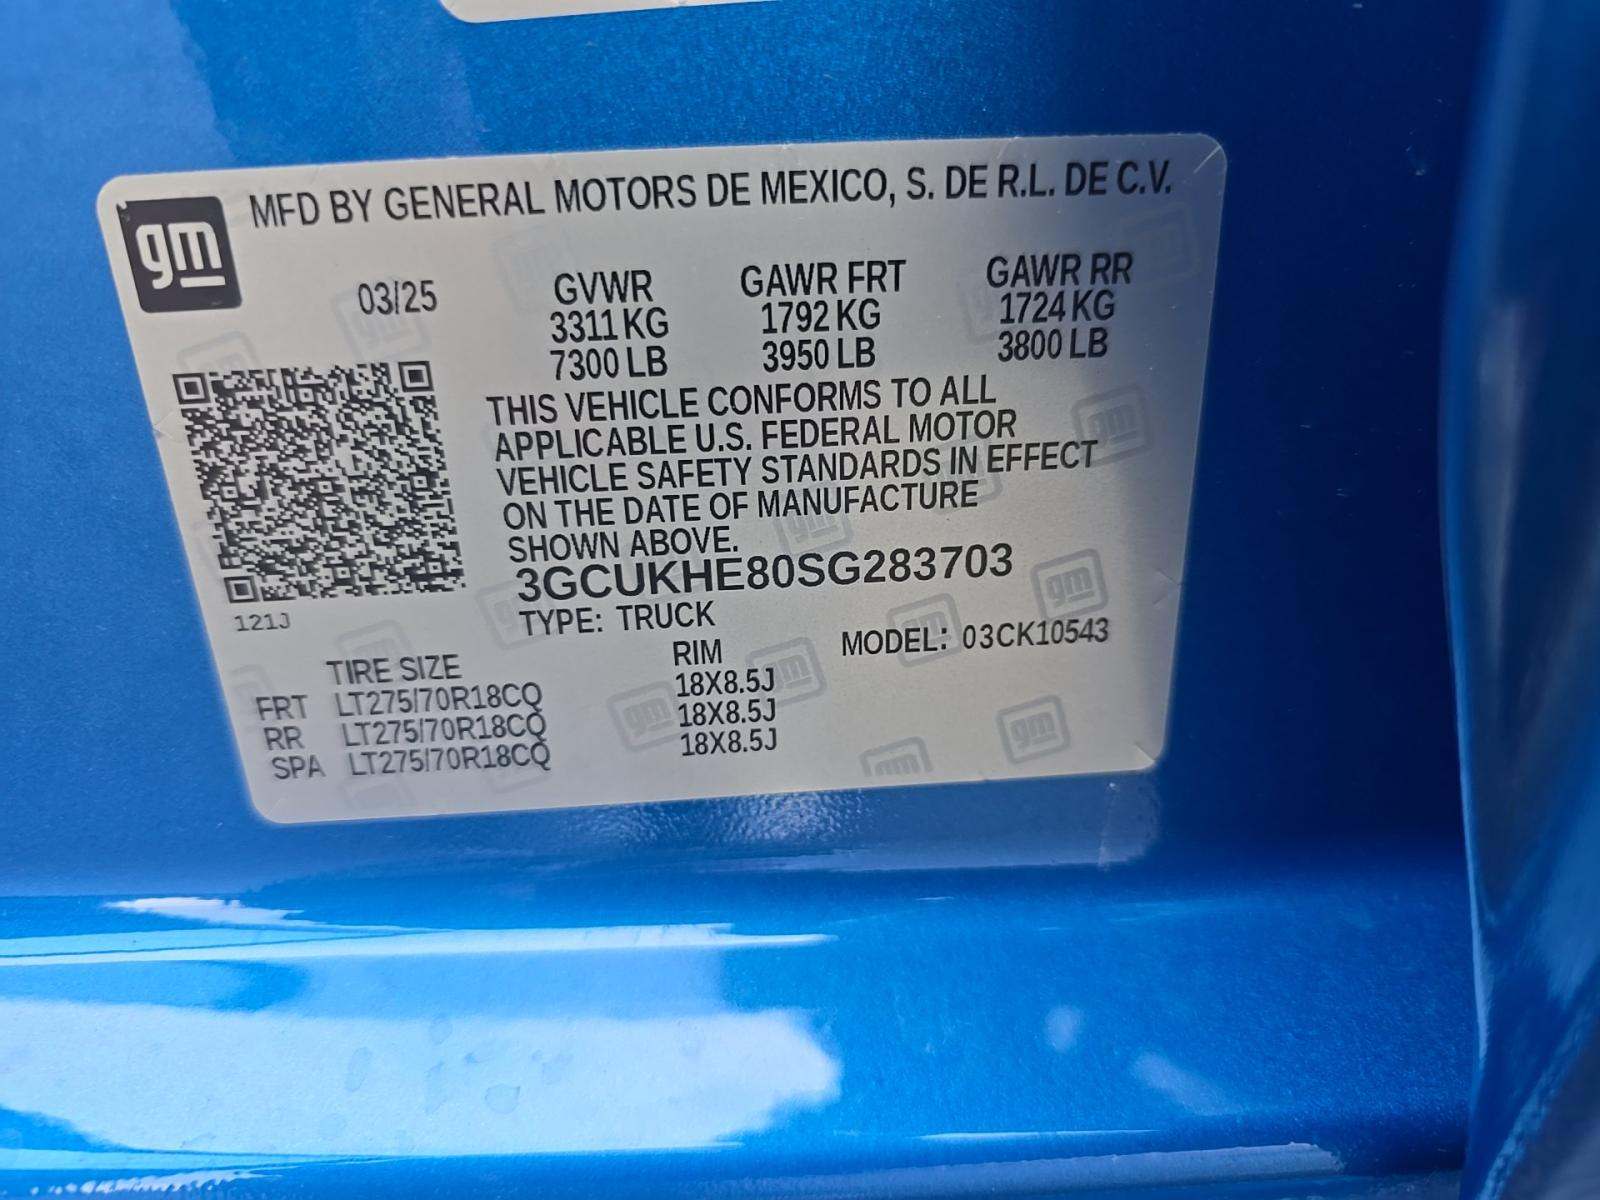 gm MFD BY GENERAL MOTORS DE MEXICO, S. DE R.L. DE C.V.
03/25 GVWR GAWR FRT GAWR RR
3311 KG 1792 KG 1724 KG
7300 LB 3950 LB 3800 LB
THIS VEHICLE CONFORMS TO ALL
APPLICABLE U.S. FEDERAL MOTOR
VEHICLE SAFETY STANDARDS IN EFFECT
ON THE DATE OF MANUFACTURE
SHOWN ABOVE.
3GCUKHE80SG283703
121J
TYPE: TRUCK
MODEL: 03CK10543
TIRE SIZE RIM
FRT LT275/70R18CQ 18X8.5J
RR LT275/70R18CQ 18X8.5J
SPA LT275/70R18CQ 18X8.5J